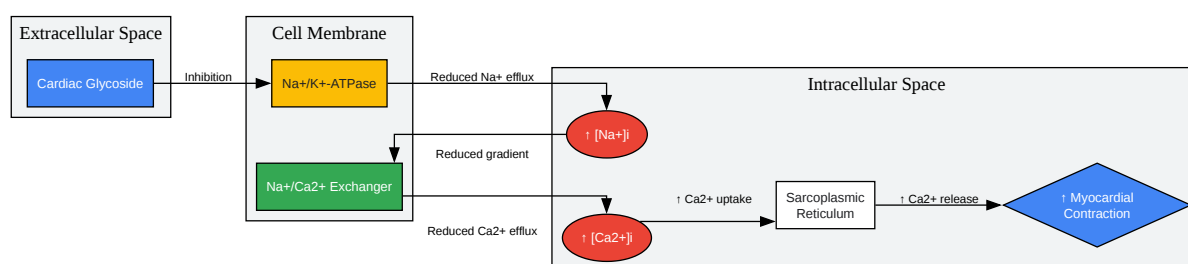 Extracellular Space
Cardiac Glycoside
Inhibition
Cell Membrane
Na+/K+-ATPase
Reduced Na+ efflux
Intracellular Space
↑ [Na+]i
Reduced gradient
Na+/Ca2+ Exchanger
Reduced Ca2+ efflux
↑ [Ca2+]i
↑ Ca2+ uptake
Sarcoplasmic
Reticulum
↑ Ca2+ release
↑ Myocardial
Contraction